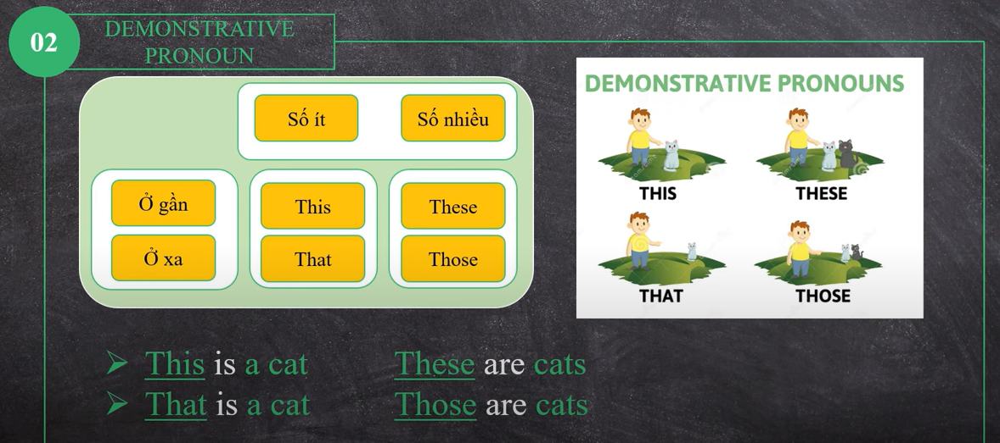 02
DEMONSTRATIVE
PRONOUN
Số ít
Số nhiều
Ở gần
This
These
Ở xa
That
Those
DEMONSTRATIVE PRONOUNS
THIS
THESE
THAT
THOSE
➢ This is a cat
These are cats
➢ That is a cat
Those are cats